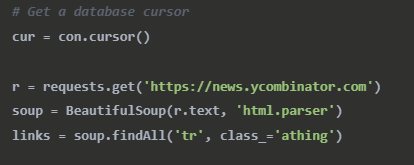 # Get a database cursor
cur = con.cursor()
r = requests.get('https://news.ycombinator.com')
soup = BeautifulSoup(r.text, 'html.parser')
links = soup.findAll('tr', class_='athing')